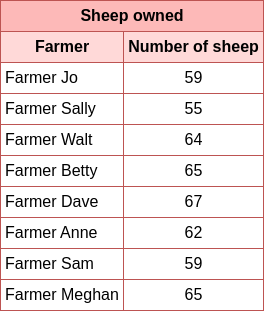 Sheep owned
Farmer Number of sheep
Farmer Jo 59
Farmer Sally 55
Farmer Walt 64
Farmer Betty 65
Farmer Dave 67
Farmer Anne 62
Farmer Sam 59
Farmer Meghan 65